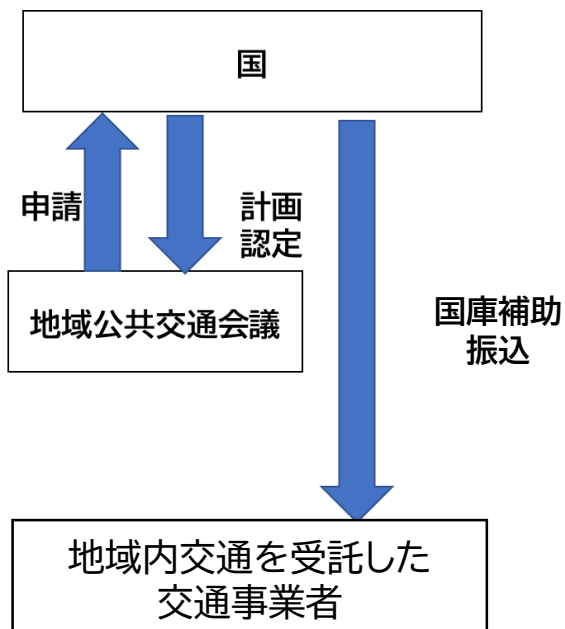 国
申請
計画
認定
地域公共交通会議
国庫補助
振込
地域内交通を受託した
交通事業者